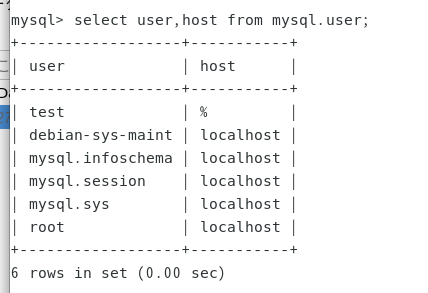 mysql> select user,host from mysql.user;
+------------------+-----------+
| user             | host      |
+------------------+-----------+
| test             | %         |
| debian-sys-maint | localhost |
| mysql.infoschema | localhost |
| mysql.session    | localhost |
| mysql.sys        | localhost |
| root             | localhost |
+------------------+-----------+
6 rows in set (0.00 sec)